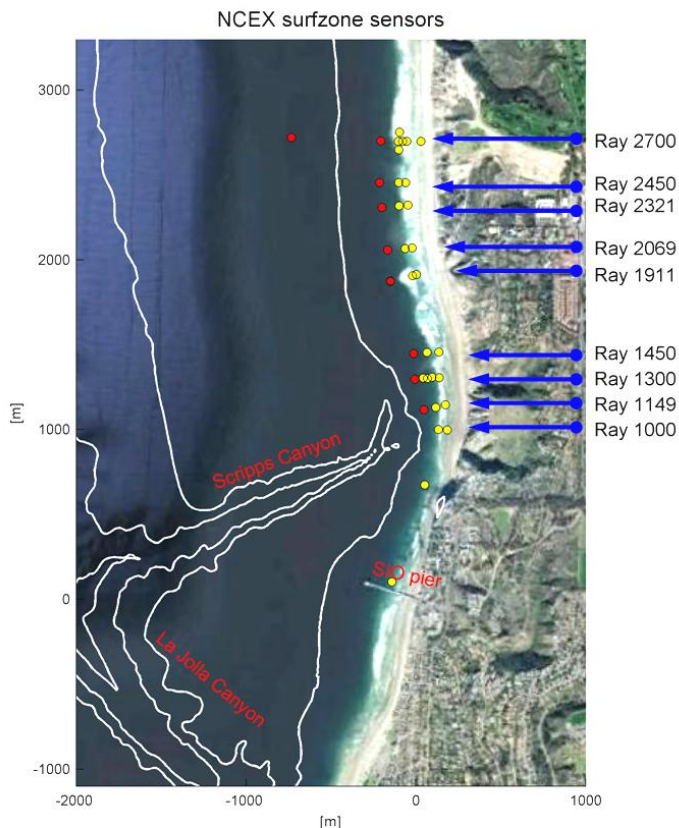 NCEX surfzone sensors
3000
Ray 2700
Ray 2450
Ray 2321
2000
Ray 2069
Ray 1911
Ray 1450
Ray 1300
Ray 1149
1000
Ray 1000
[m]
Scripps Canyon
SIO pier
0
La Jolla Canyon
-1000
-2000
-1000
0
1000
[m]